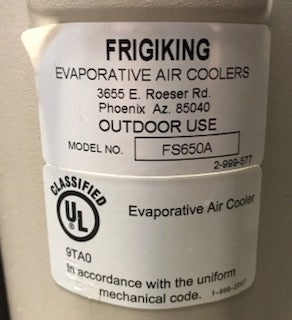 FRIGIKING
EVAPORATIVE AIR COOLERS
3655 E. Roeser Rd.
Phoenix Az. 85040
OUTDOOR USE
MODEL NO. FS650A
2-999-577
CLASSIFIED
UL
®
Evaporative Air Cooler
9TA0
In accordance with the uniform
mechanical code.